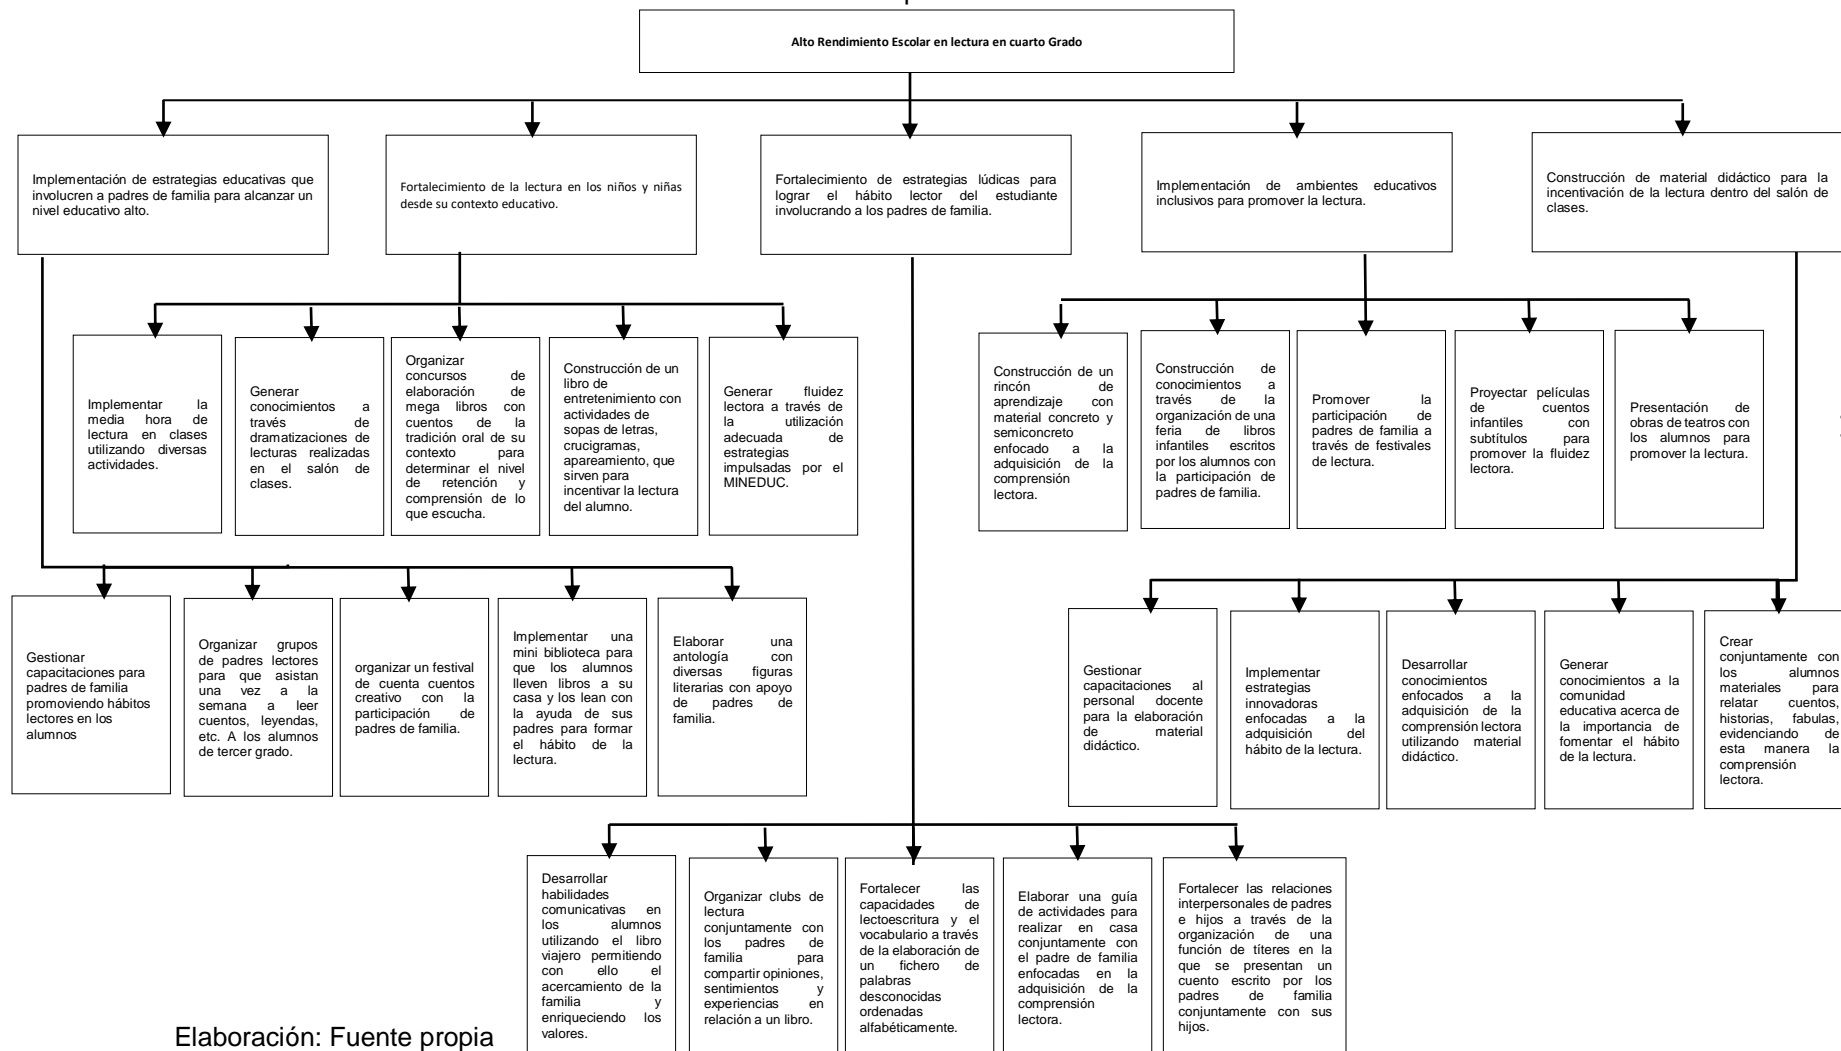 Alto Rendimiento Escolar en lectura en cuarto Grado
Implementación de estrategias educativas que
involucren a padres de familia para alcanzar un
nivel educativo alto.
Fortalecimiento de la lectura en los niños y niñas
desde su contexto educativo.
Fortalecimiento de estrategias lúdicas para
lograr el hábito lector del estudiante
involucrando a los padres de familia.
Implementación de ambientes educativos
inclusivos para promover la lectura.
Construcción de material didáctico para la
incentivación de la lectura dentro del salón de
clases.
Implementar la
media hora de
lectura en clases
utilizando diversas
actividades.
Generar
conocimientos a
través de
dramatizaciones de
lecturas realizadas
en el salón de
clases.
Organizar
concursos de
elaboración de
mega libros con
cuentos de la
tradición oral de su
contexto para
determinar el nivel
de retención y
comprensión de lo
que escucha.
Construcción de un
libro de
entretenimiento con
actividades de
sopas de letras,
crucigramas,
apareamiento, que
sirven para
incentivar la lectura
del alumno.
Generar fluidez
lectora a través de
la utilización
adecuada de
estrategias
impulsadas por el
MINEDUC.
Construcción de un
rincón de
aprendizaje con
material concreto y
semiconcreto
enfocado a la
adquisición de la
comprensión
lectora.
Construcción de
conocimientos a
través de la
organización de una
feria de libros
infantiles escritos
por los alumnos con
la participación de
padres de familia.
Promover la
participación de
padres de familia a
través de festivales
de lectura.
Proyectar películas
de cuentos
infantiles con
subtítulos para
promover la fluidez
lectora.
Presentación de
obras de teatros con
los alumnos para
promover la lectura.
Gestionar
capacitaciones para
padres de familia
promoviendo hábitos
lectores en los
alumnos
Organizar grupos
de padres lectores
para que asistan
una vez a la
semana a leer
cuentos, leyendas,
etc. A los alumnos
de tercer grado.
organizar un festival
de cuenta cuentos
creativo con la
participación de
padres de familia.
Implementar una
mini biblioteca para
que los alumnos
lleven libros a su
casa y los lean con
la ayuda de sus
padres para formar
el hábito de la
lectura.
Elaborar una
antología con
diversas figuras
literarias con apoyo
de padres de
familia.
Gestionar
capacitaciones al
personal docente
para la elaboración
de material
didáctico.
Implementar
estrategias
innovadoras
enfocadas a la
adquisición del
hábito de la lectura.
Desarrollar
conocimientos
enfocados a la
adquisición de la
comprensión lectora
utilizando material
didáctico.
Generar
conocimientos a la
comunidad
educativa acerca de
la importancia de
fomentar el hábito
de la lectura.
Crear
conjuntamente con
los alumnos
materiales para
relatar cuentos,
historias, fabulas,
evidenciando de
esta manera la
comprensión
lectora.
Desarrollar
habilidades
comunicativas en
los alumnos
utilizando el libro
viajero permitiendo
con ello el
acercamiento de la
familia y
enriqueciendo los
valores.
Organizar clubs de
lectura
conjuntamente con
los padres de
familia para
compartir opiniones,
sentimientos y
experiencias en
relación a un libro.
Fortalecer las
capacidades de
lectoescritura y el
vocabulario a través
de la elaboración de
un fichero de
palabras
desconocidas
ordenadas
alfabéticamente.
Elaborar una guía
de actividades para
realizar en casa
conjuntamente con
el padre de familia
enfocadas en la
adquisición de la
comprensión
lectora.
Fortalecer las relaciones
interpersonales de padres
e hijos a través de la
organización de una
función de títeres en la
que se presentan un
cuento escrito por los
padres de familia
conjuntamente con sus
hijos.
Elaboración: Fuente propia